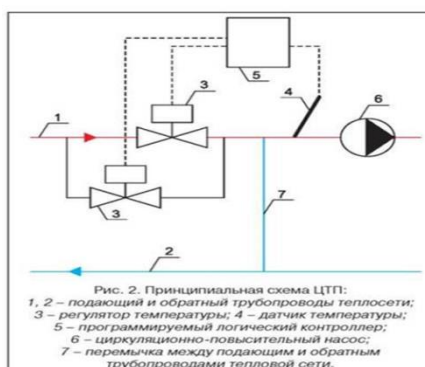 5
3
4
6
1
3
7
2
Рис. 2. Принципиальная схема ЦТП:
1, 2 – подающий и обратный трубопроводы теплосети;
3 – регулятор температуры; 4 – датчик температуры;
5 – программируемый логический контроллер;
6 – циркуляционно-повысительный насос;
7 – перемычка между подающим и обратным
трубопроводами тепловой сети.